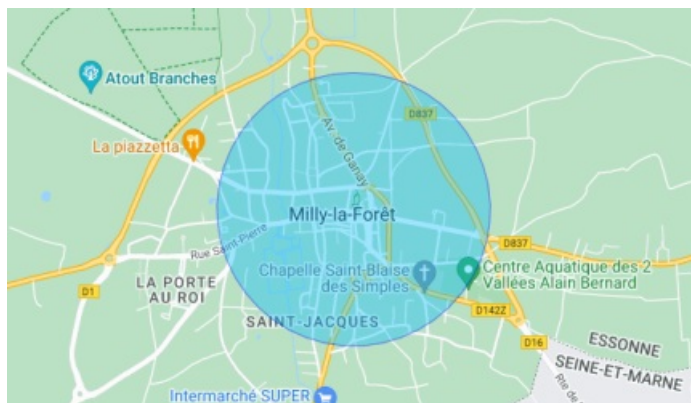 Atout Branches
D837
La piazzetta
Av. de Ganay
Milly-la-Forêt
Rue Saint-Pierre
D837
Chapelle Saint-Blaise
des Simples
Centre Aquatique des 2
Vallées Alain Bernard
LA PORTE
AU ROI
D1
D142Z
SAINT-JACQUES
D16
ESSONNE
SEINE-ET-MARNE
Rte de
Intermarché SUPER